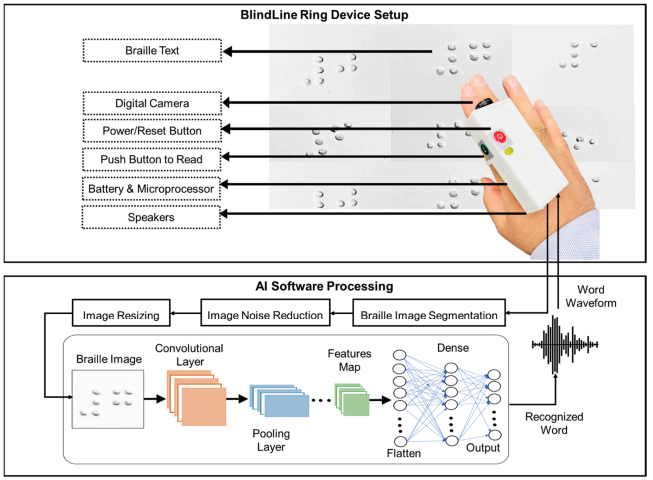 BlindLine Ring Device Setup
Braille Text
Digital Camera
Power/Reset Button
Push Button to Read
Battery & Microprocessor
Speakers
AI Software Processing
Image Resizing
Image Noise Reduction
Braille Image Segmentation
Word
Waveform
Braille Image
Convolutional
Layer
Pooling
Layer
Features
Map
Dense
Flatten
Output
Recognized
Word